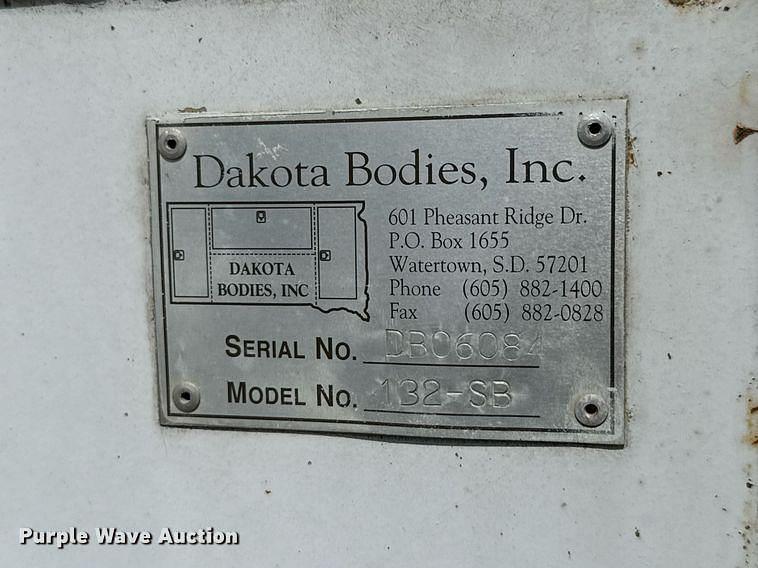 Dakota Bodies, Inc.
601 Pheasant Ridge Dr.
P.O. Box 1655
Watertown, S.D. 57201
Phone (605) 882-1400
Fax (605) 882-0828
DAKOTA
BODIES, INC
SERIAL NO. DB06084
MODEL NO. 132-SB
Purple Wave Auction